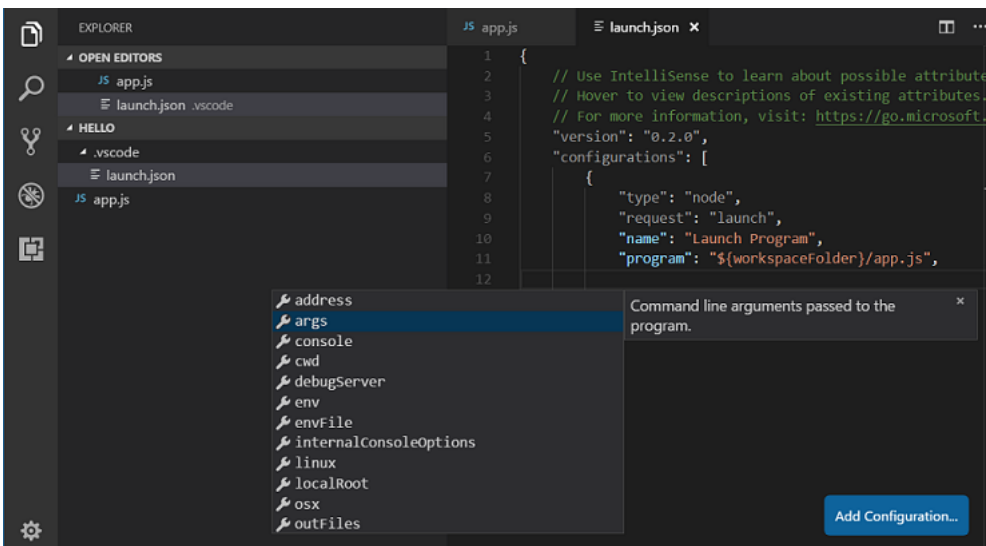 EXPLORER
OPEN EDITORS
JS app.js
launch.json .vscode
HELLO
.vscode
launch.json
JS app.js
JS app.js
launch.json ×
1 {
2 // Use IntelliSense to learn about possible attribute
3 // Hover to view descriptions of existing attributes.
4 // For more information, visit: https://go.microsoft.
5 "version": "0.2.0",
6 "configurations": [
7 {
8 "type": "node",
9 "request": "launch",
10 "name": "Launch Program",
11 "program": "${workspaceFolder}/app.js",
12
address
args
console
cwd
debugServer
env
envFile
internalConsoleOptions
linux
localRoot
osx
outFiles
Command line arguments passed to the
program.
Add Configuration...